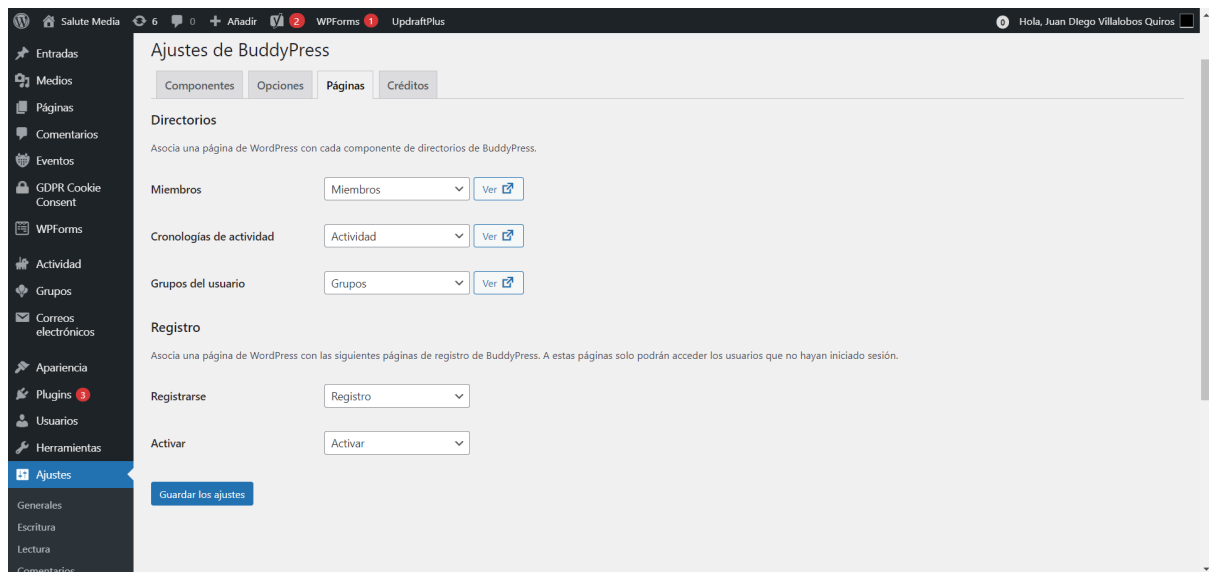 Salute Media 6 0 Añadir 2 WPForms 1 UpdraftPlus 0 Hola, Juan DIego Villalobos Quiros
Entradas
Medios
Páginas
Comentarios
Eventos
GDPR Cookie
Consent
WPForms
Actividad
Grupos
Correos
electrónicos
Apariencia
Plugins 3
Usuarios
Herramientas
Ajustes
Generales
Escritura
Lectura
Comentarios
Ajustes de BuddyPress
Componentes Opciones Páginas Créditos
Directorios
Asocia una página de WordPress con cada componente de directorios de BuddyPress.
Miembros Miembros Ver
Cronologías de actividad Actividad Ver
Grupos del usuario Grupos Ver
Registro
Asocia una página de WordPress con las siguientes páginas de registro de BuddyPress. A estas páginas solo podrán acceder los usuarios que no hayan iniciado sesión.
Registrarse Registro
Activar Activar
Guardar los ajustes